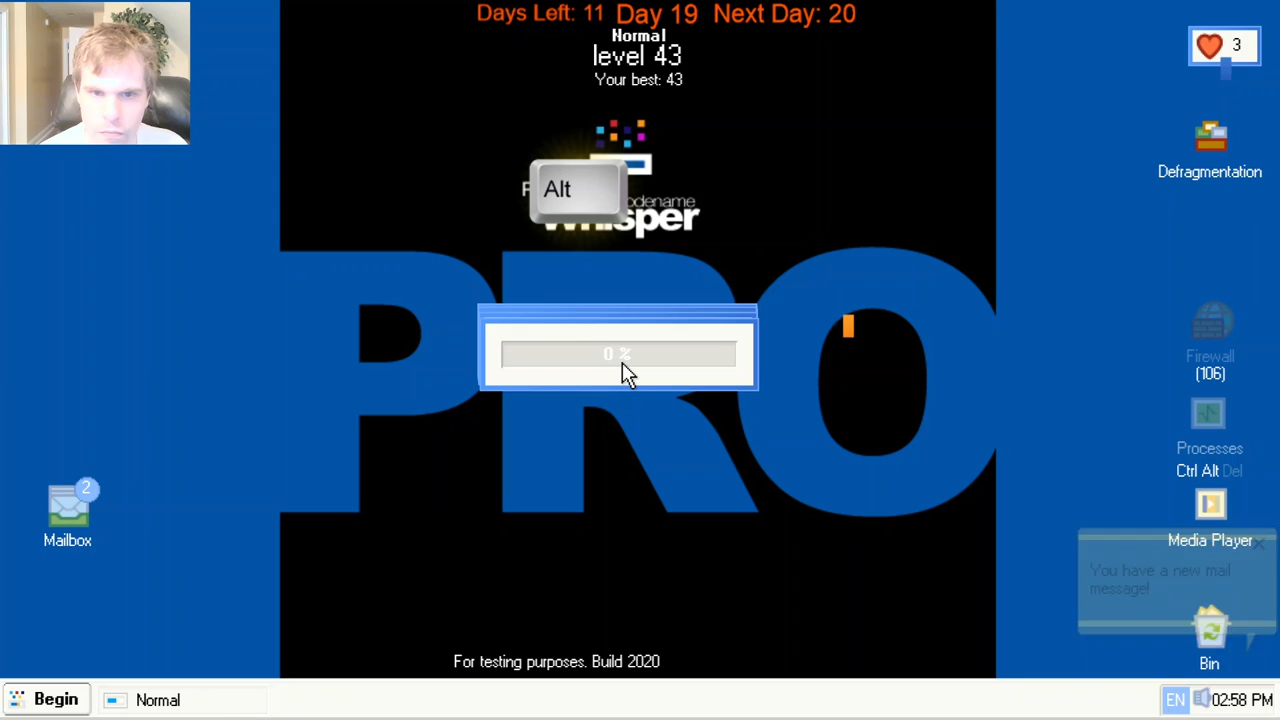 Days Left: 11 Day 19 Next Day: 20
Normal
level 43
Your best: 43
3
Defragmentation
Alt
Whisper
PRO
0 %
Firewall
(106)
Processes
Ctrl Alt Del
2
Mailbox
Media Player
You have a new mail
message!
Bin
For testing purposes. Build 2020
Begin
Normal
EN
02:58 PM